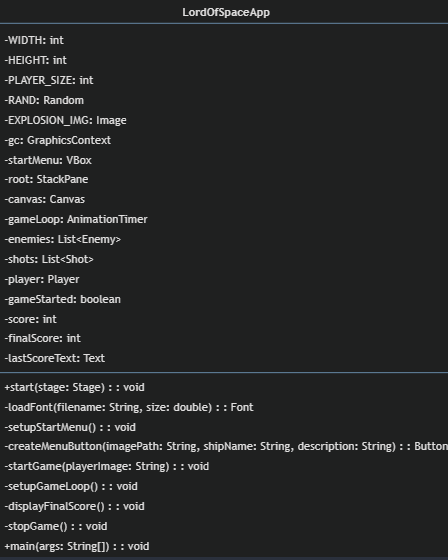 LordOfSpaceApp
-WIDTH: int
-HEIGHT: int
-PLAYER_SIZE: int
-RAND: Random
-EXPLOSION_IMG: Image
-gc: GraphicsContext
-startMenu: VBox
-root: StackPane
-canvas: Canvas
-gameLoop: AnimationTimer
-enemies: List<Enemy>
-shots: List<Shot>
-player: Player
-gameStarted: boolean
-score: int
-finalScore: int
-lastScoreText: Text
+start(stage: Stage) : : void
-loadFont(filename: String, size: double) : : Font
-setupStartMenu() : : void
-createMenuButton(imagePath: String, shipName: String, description: String) : : Button
-startGame(playerImage: String) : : void
-setupGameLoop() : : void
-displayFinalScore() : : void
-stopGame() : : void
+main(args: String[]) : : void